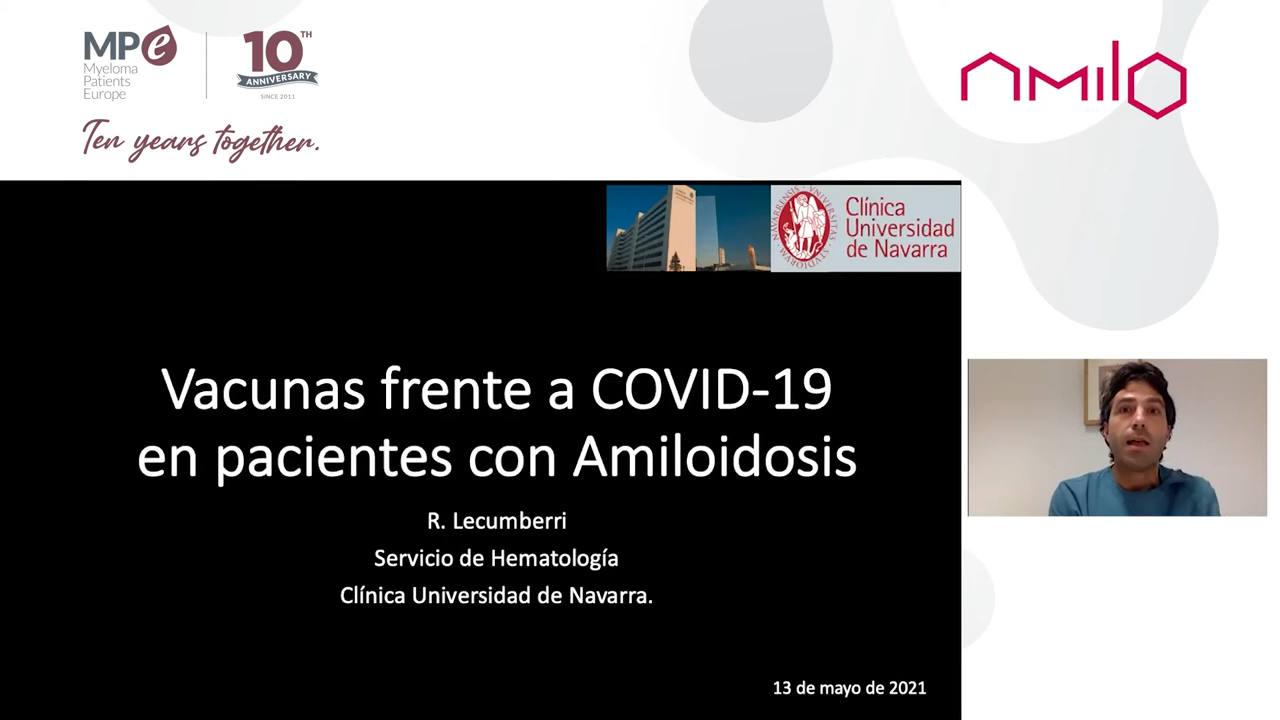 MPe
Myeloma
Patients
Europe
10TH
ANNIVERSARY
SINCE 2011
Ten years together.
amilo
Clínica
Universidad
de Navarra
Vacunas frente a COVID-19
en pacientes con Amiloidosis
R. Lecumberri
Servicio de Hematología
Clínica Universidad de Navarra.
13 de mayo de 2021